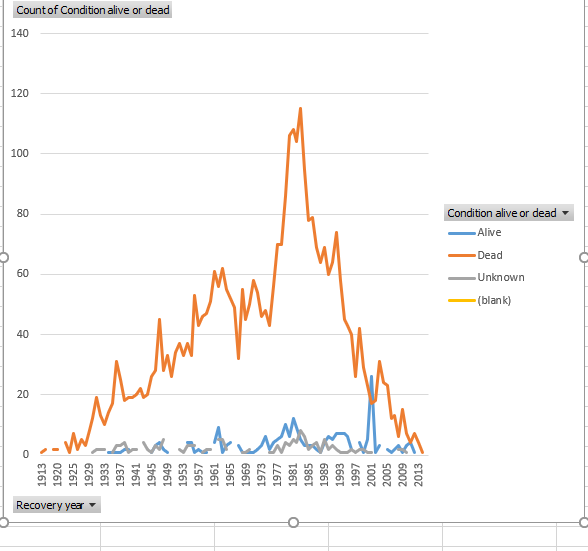 Count of Condition alive or dead
140
120
100
80
60
40
20
0
1913 1920 1925 1929 1933 1937 1941 1945 1949 1953 1957 1961 1965 1969 1973 1977 1981 1985 1989 1993 1997 2001 2005 2009 2013
Condition alive or dead
Alive
Dead
Unknown
(blank)
Recovery year